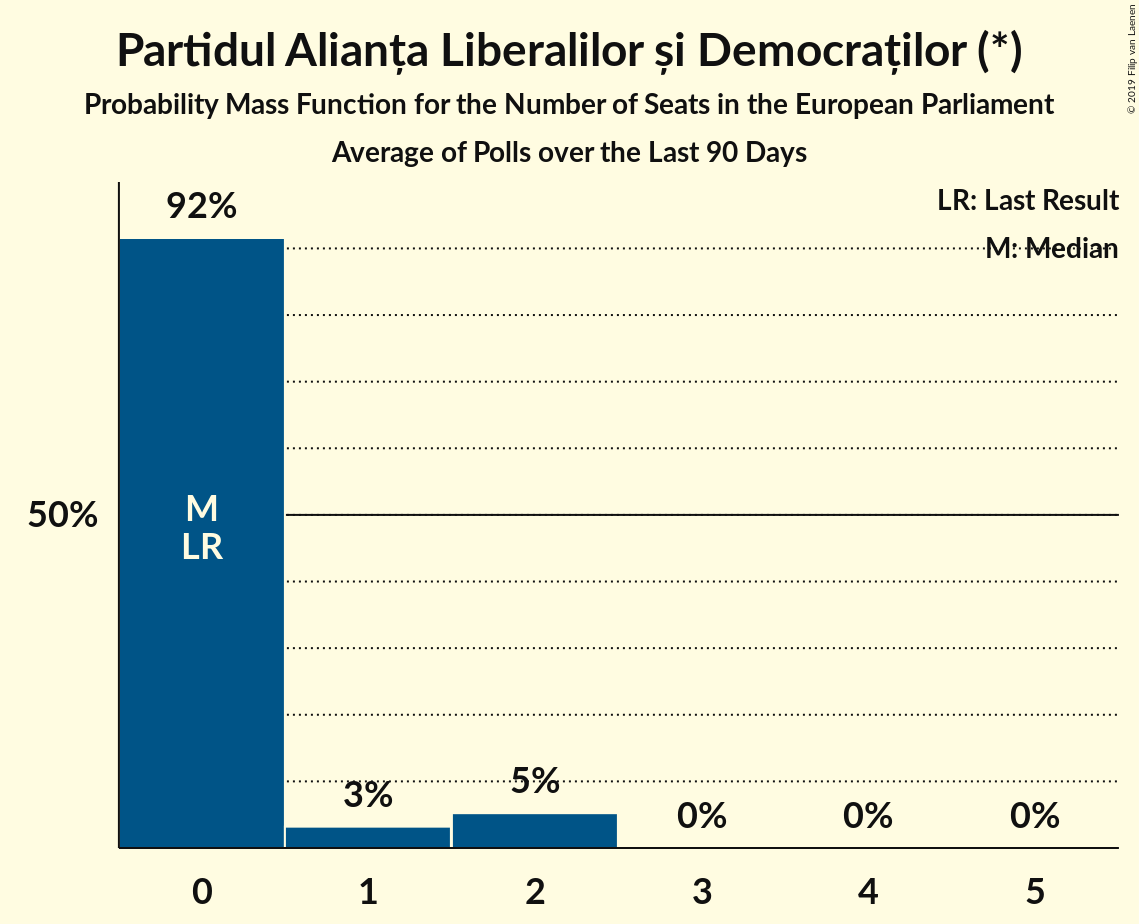 Partidul Alianța Liberalilor și Democraților (*)
Probability Mass Function for the Number of Seats in the European Parliament
Average of Polls over the Last 90 Days
© 2019 Filip van Laenen
LR: Last Result
M: Median
92%
50%
M
LR
3%
5%
0%
0%
0%
0
1
2
3
4
5